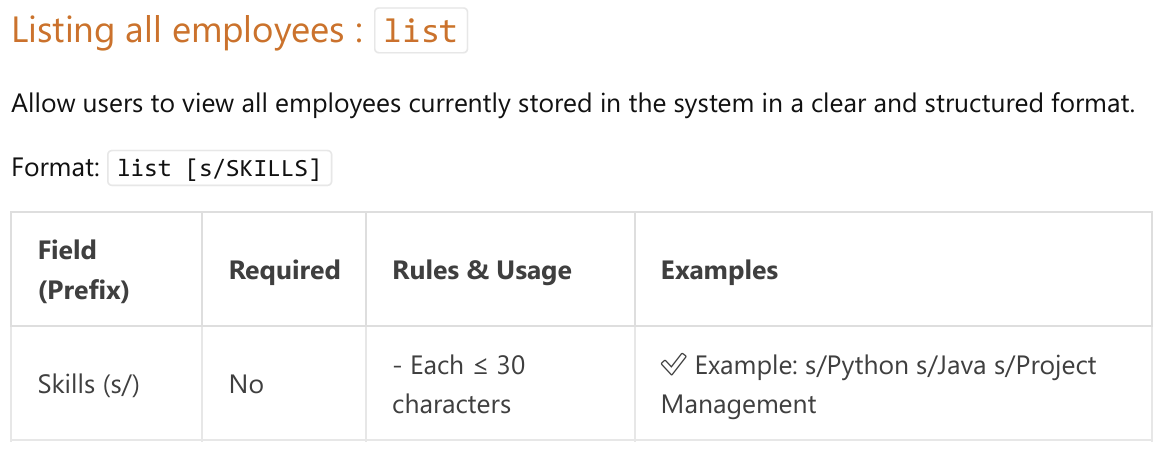 Listing all employees : list
Allow users to view all employees currently stored in the system in a clear and structured format.
Format: list [s/SKILLS]
Field
(Prefix)
Required
Rules & Usage
Examples
Skills (s/)
No
- Each ≤ 30
characters
✅ Example: s/Python s/Java s/Project
Management